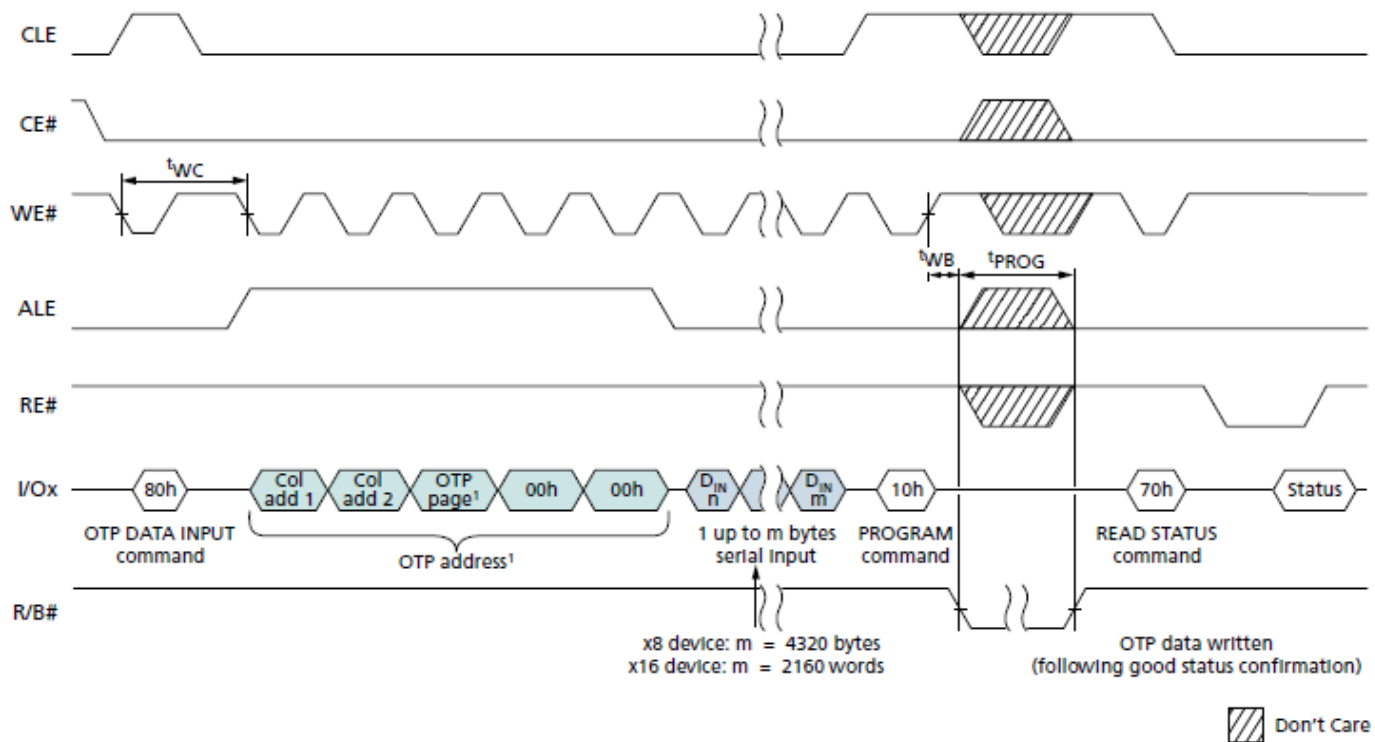 CLE
CE#
tWC
WE#
tWB tPROG
ALE
RE#
I/Ox
80h Col add 1 Col add 2 OTP page¹ 00h 00h DIN n DIN m 10h 70h Status
OTP DATA INPUT command
OTP address¹
1 up to m bytes serial input
PROGRAM command
READ STATUS command
R/B#
x8 device: m = 4320 bytes
x16 device: m = 2160 words
OTP data written
(following good status confirmation)
Don't Care